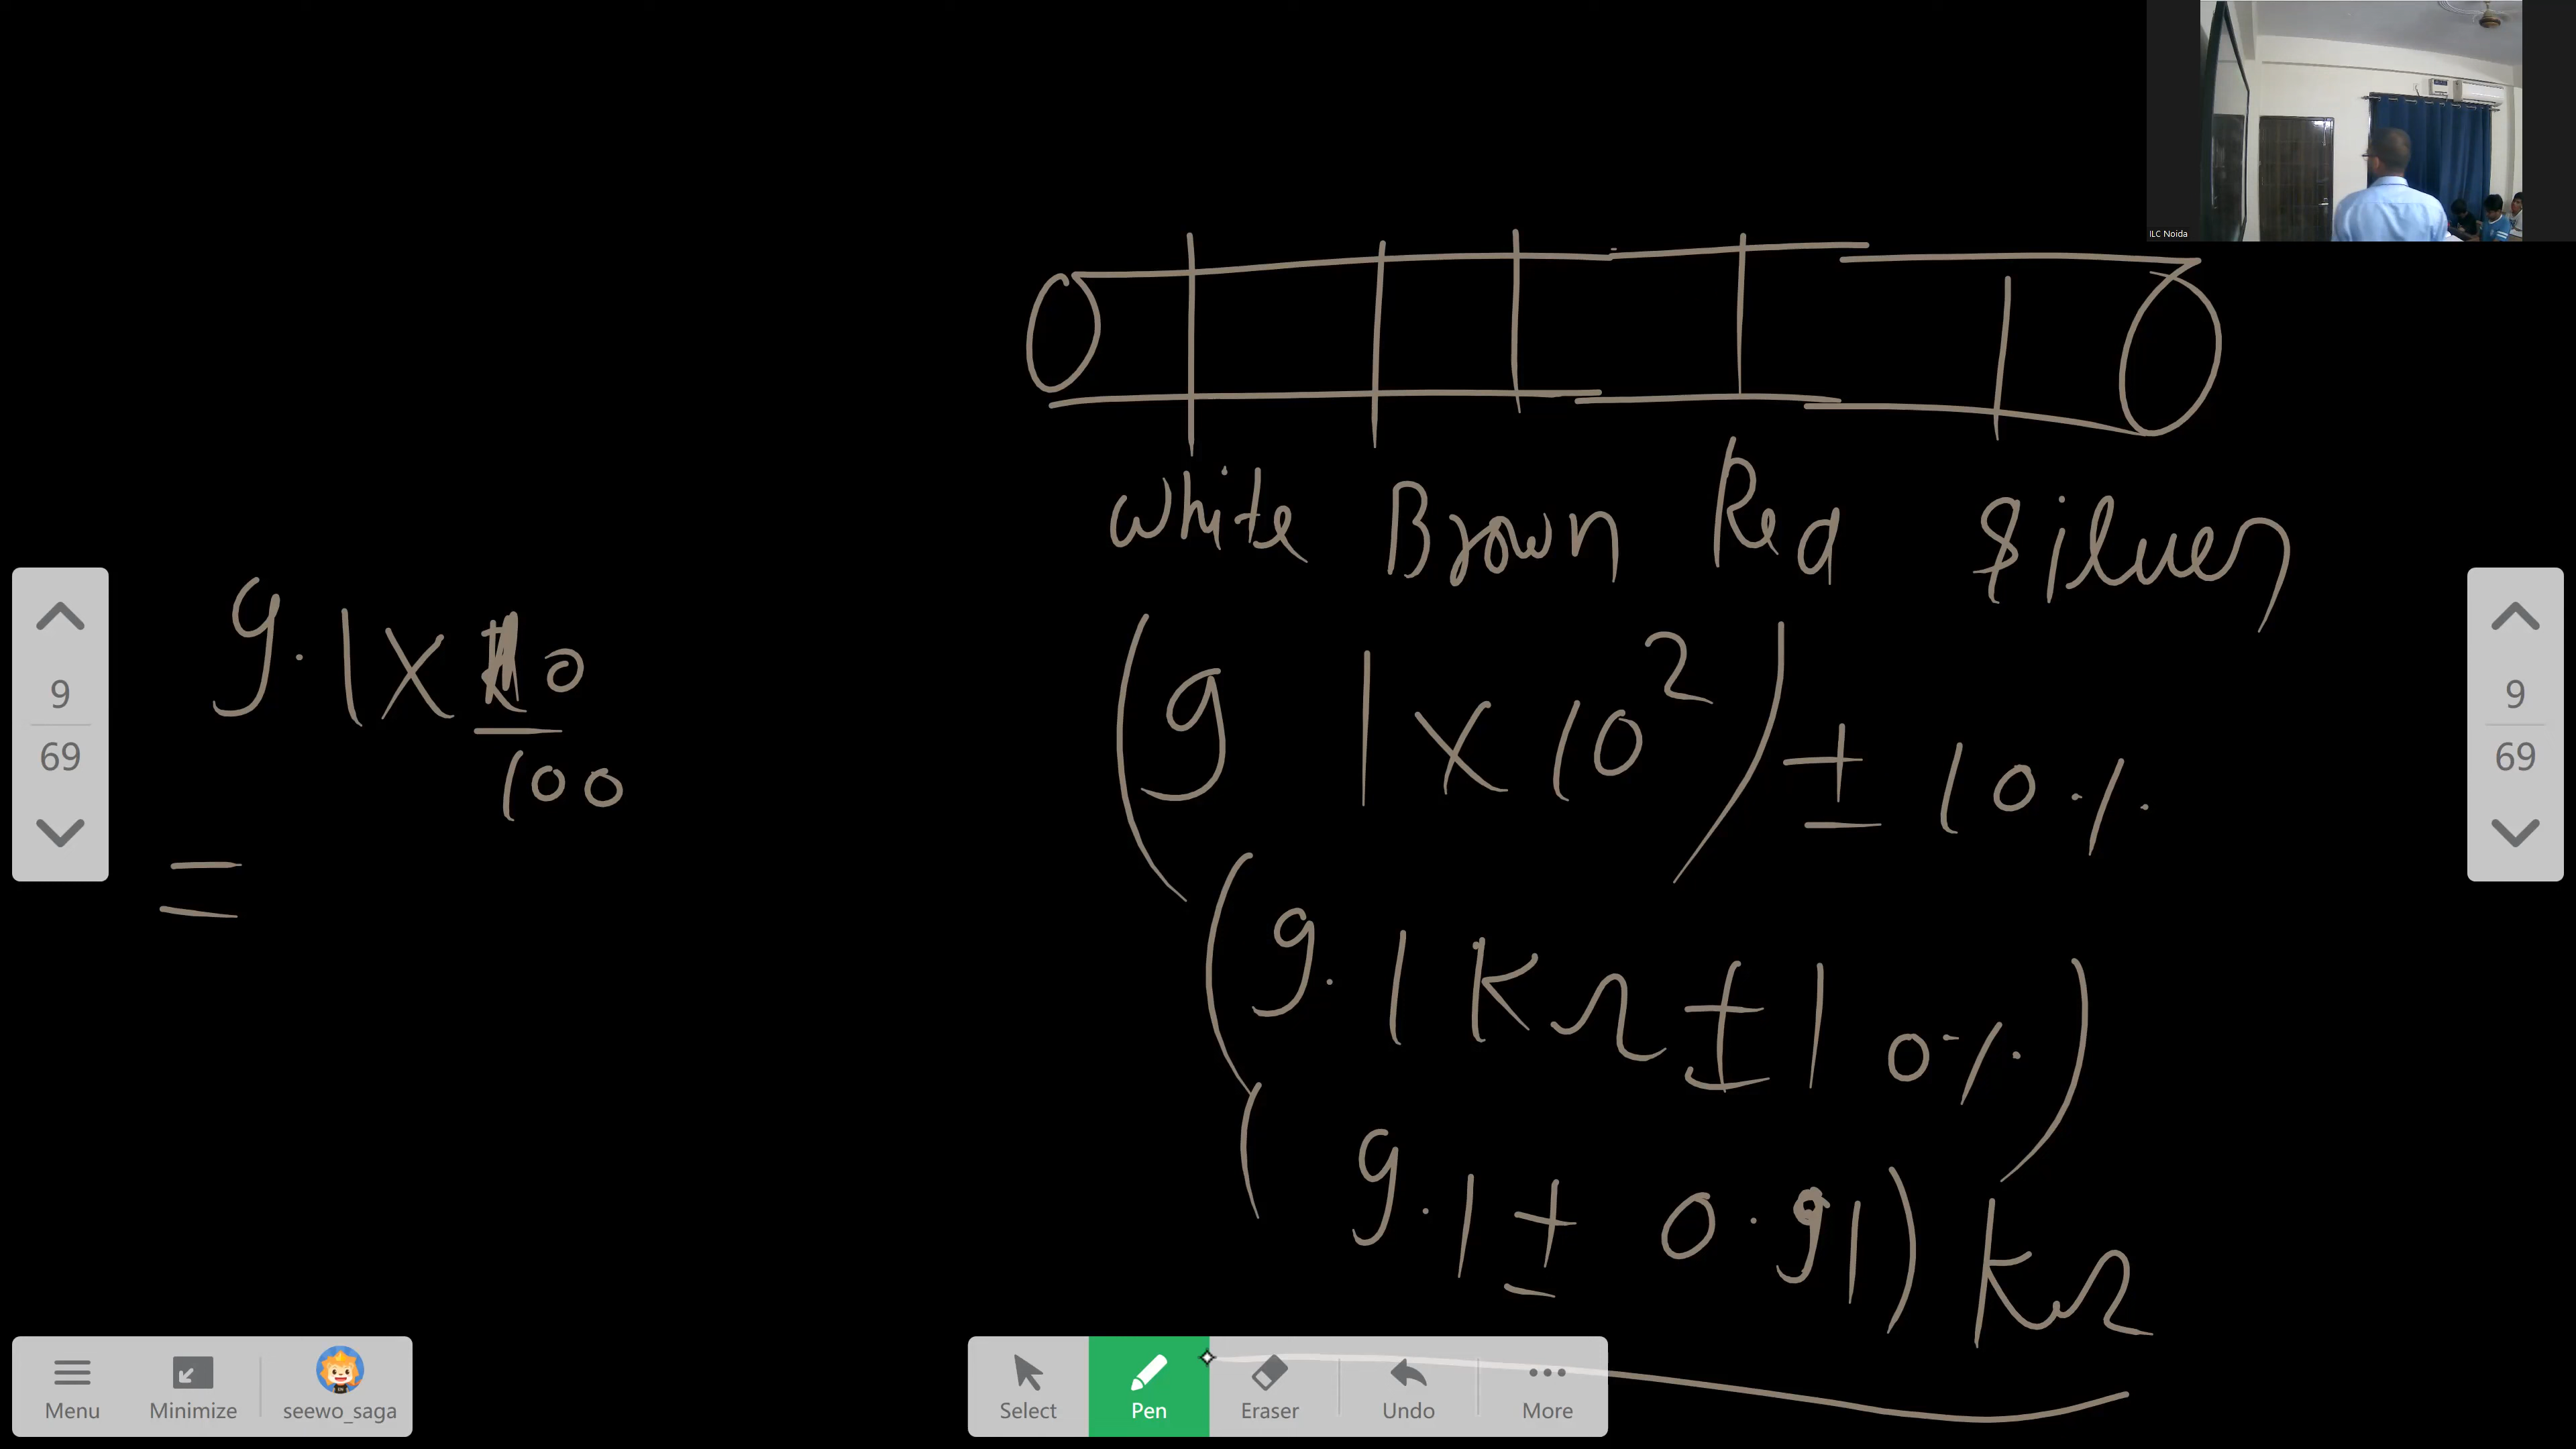 ILC Noida
White Brown Red Silver
9.1 x 10
100
=
(9 1 x 10²) ± 10%
(9.1 KΩ ± 10%)
(9.1 ± 0.91) KΩ
9
69
9
69
Menu Minimize seewo_saga
Select Pen Eraser Undo More